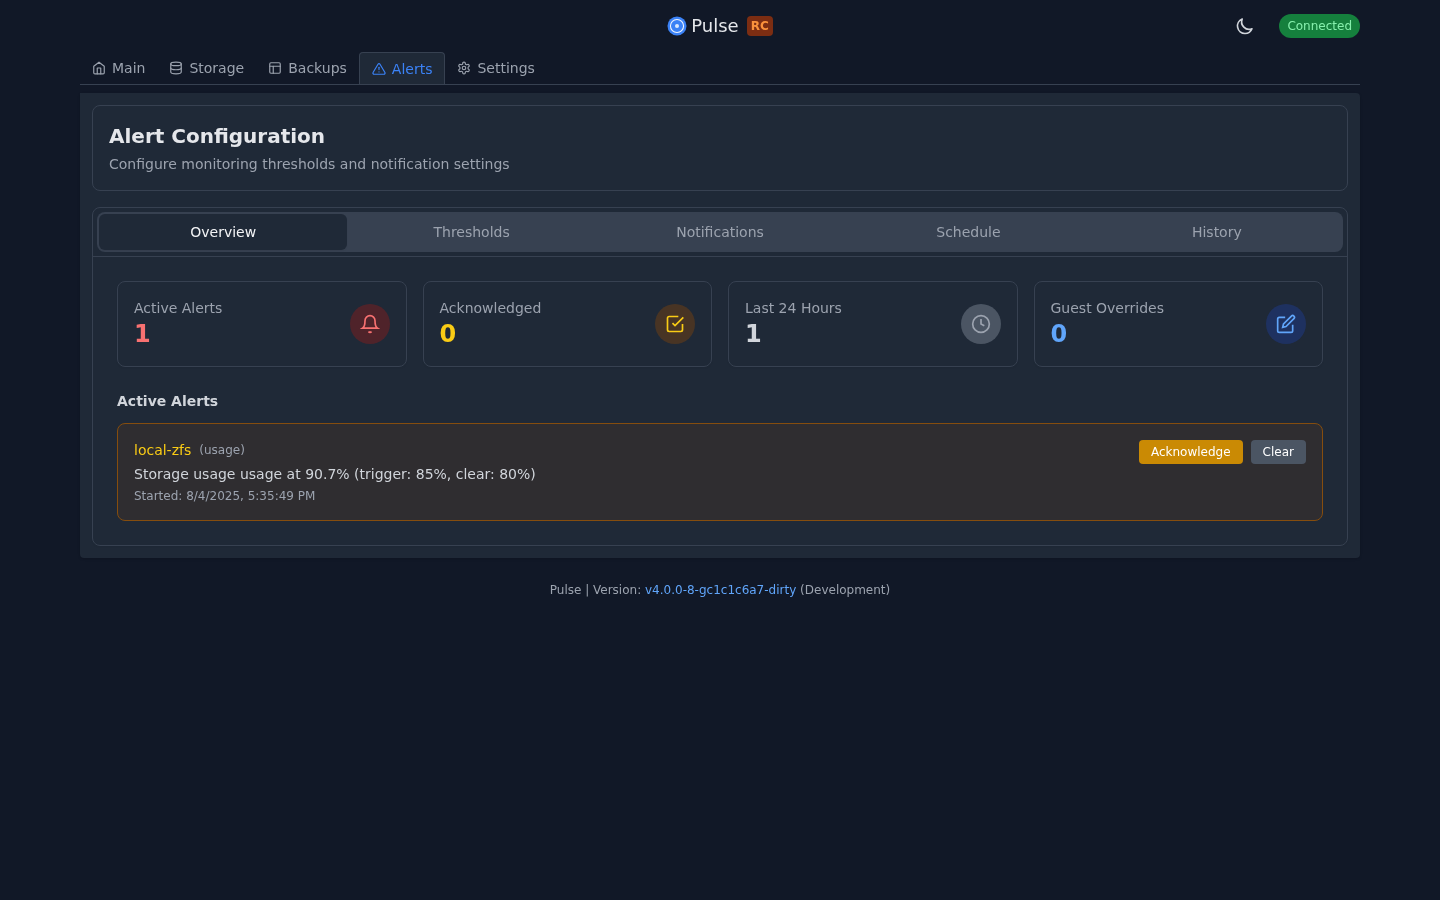 Pulse RC
Connected
Main Storage Backups Alerts Settings
Alert Configuration
Configure monitoring thresholds and notification settings
Overview Thresholds Notifications Schedule History
Active Alerts
1
Acknowledged
0
Last 24 Hours
1
Guest Overrides
0
Active Alerts
local-zfs (usage)
Acknowledge Clear
Storage usage usage at 90.7% (trigger: 85%, clear: 80%)
Started: 8/4/2025, 5:35:49 PM
Pulse | Version: v4.0.0-8-gc1c1c6a7-dirty (Development)